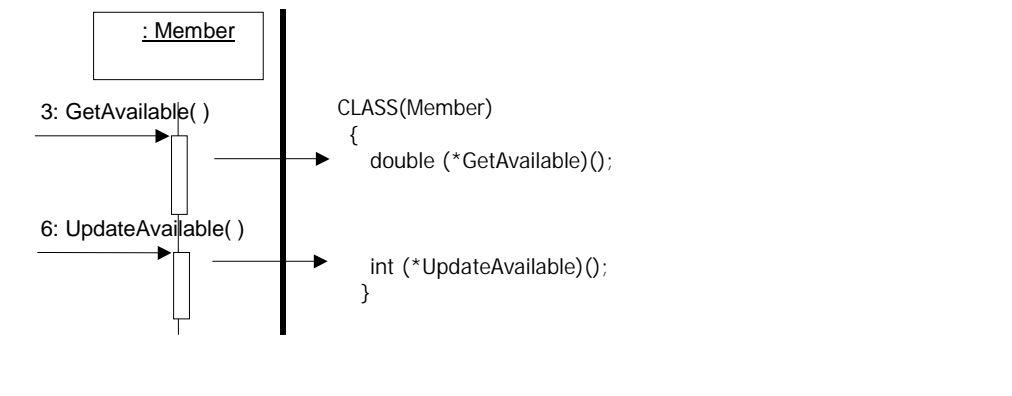 : Member
3: GetAvailable( )
6: UpdateAvailable( )
CLASS(Member)
{
double (*GetAvailable)();
int (*UpdateAvailable)();
}